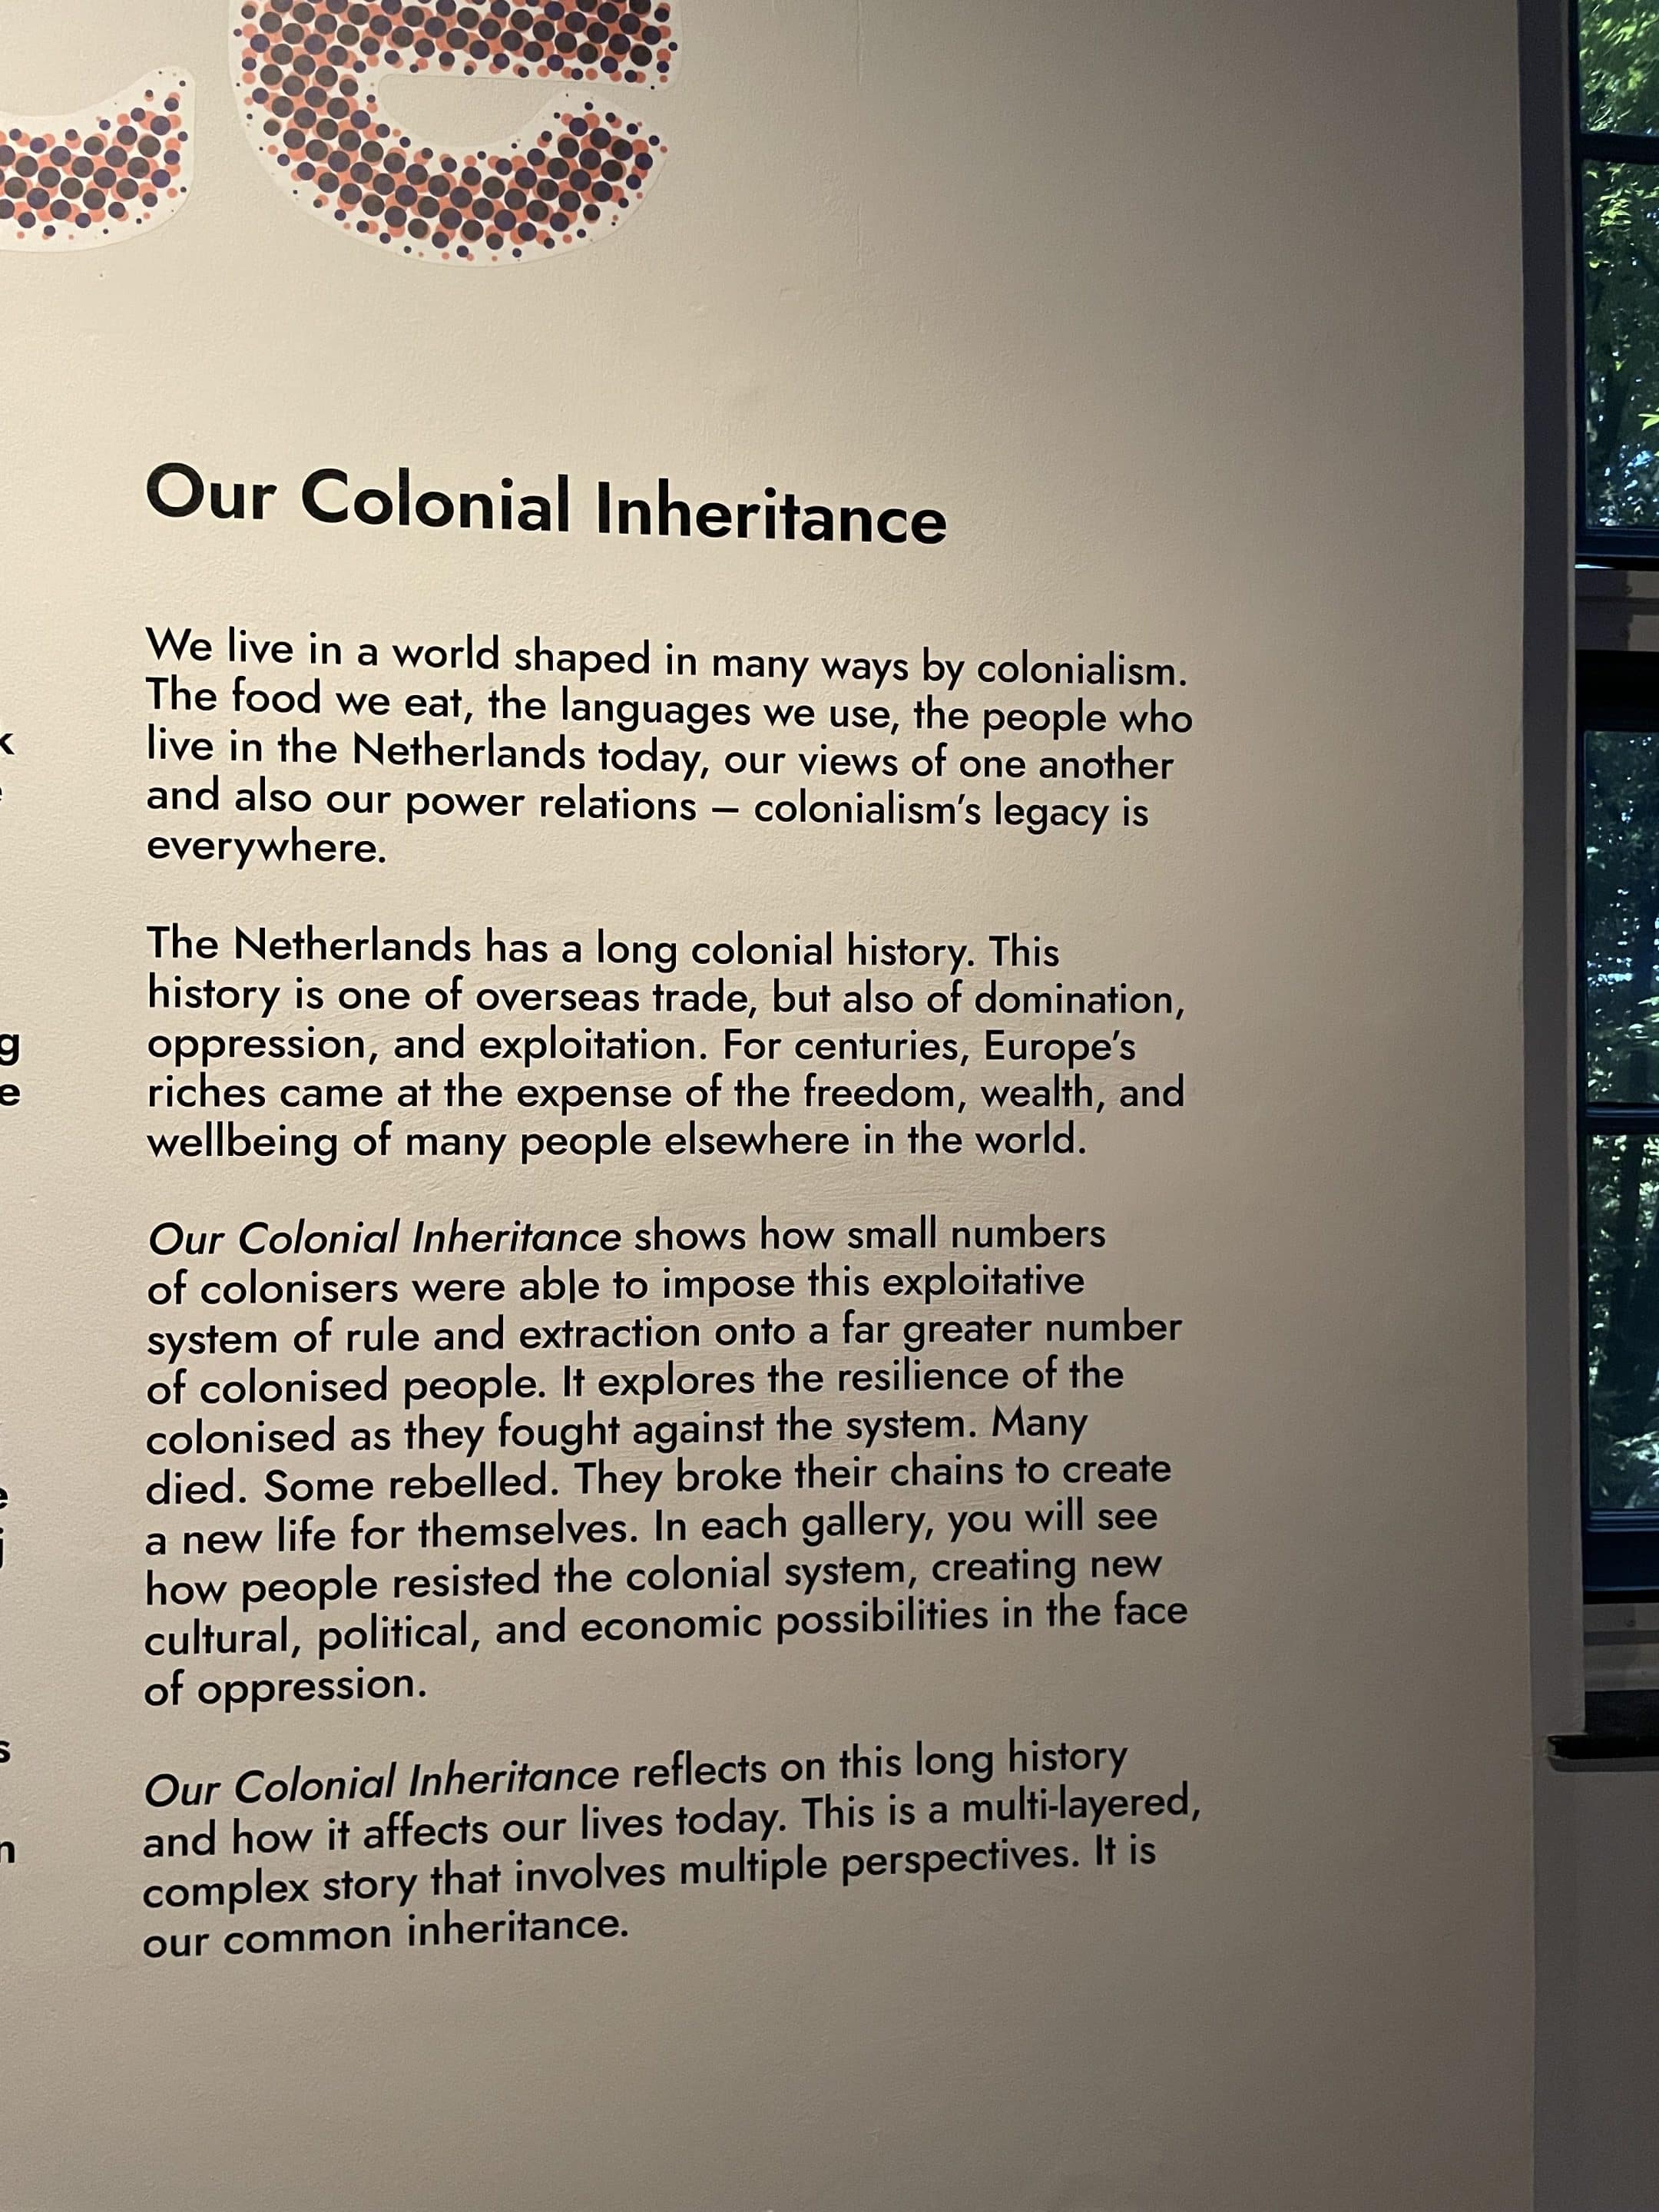 Our Colonial Inheritance
We live in a world shaped in many ways by colonialism.
The food we eat, the languages we use, the people who
live in the Netherlands today, our views of one another
and also our power relations – colonialism's legacy is
everywhere.
The Netherlands has a long colonial history. This
history is one of overseas trade, but also of domination,
oppression, and exploitation. For centuries, Europe's
riches came at the expense of the freedom, wealth, and
wellbeing of many people elsewhere in the world.
Our Colonial Inheritance shows how small numbers
of colonisers were able to impose this exploitative
system of rule and extraction onto a far greater number
of colonised people. It explores the resilience of the
colonised as they fought against the system. Many
died. Some rebelled. They broke their chains to create
a new life for themselves. In each gallery, you will see
how people resisted the colonial system, creating new
cultural, political, and economic possibilities in the face
of oppression.
Our Colonial Inheritance reflects on this long history
and how it affects our lives today. This is a multi-layered,
complex story that involves multiple perspectives. It is
our common inheritance.